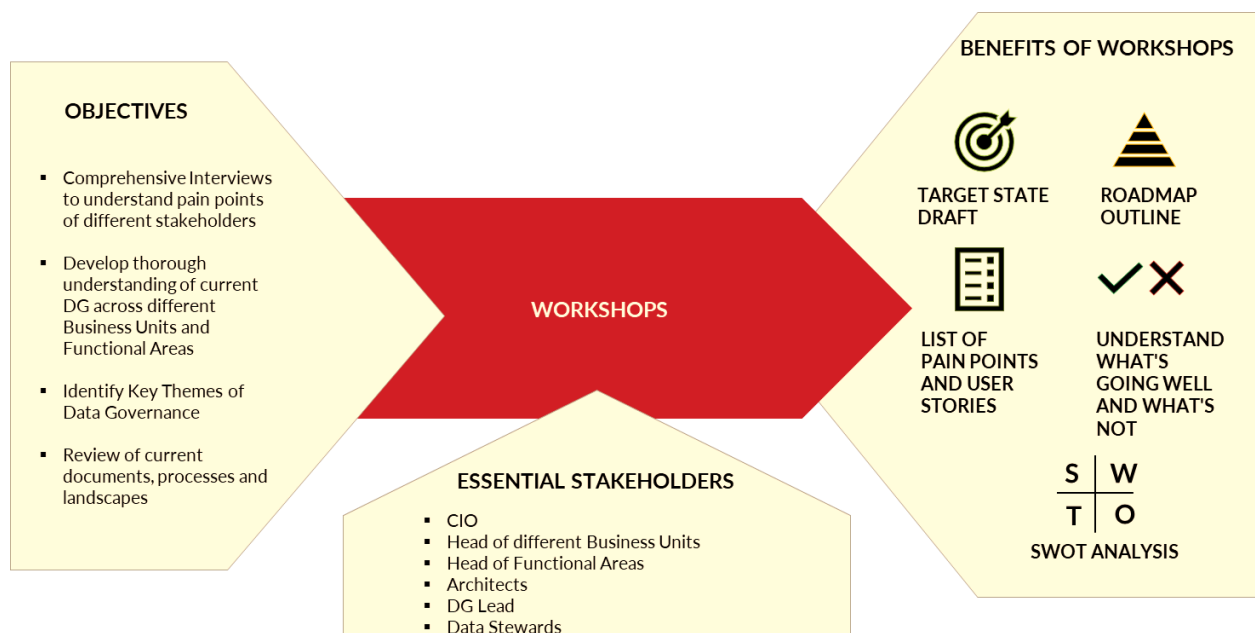 OBJECTIVES
▪ Comprehensive Interviews
to understand pain points
of different stakeholders
▪ Develop thorough
understanding of current
DG across different
Business Units and
Functional Areas
▪ Identify Key Themes of
Data Governance
▪ Review of current
documents, processes and
landscapes
WORKSHOPS
ESSENTIAL STAKEHOLDERS
▪ CIO
▪ Head of different Business Units
▪ Head of Functional Areas
▪ Architects
▪ DG Lead
▪ Data Stewards
BENEFITS OF WORKSHOPS
TARGET STATE
DRAFT
ROADMAP
OUTLINE
LIST OF
PAIN POINTS
AND USER
STORIES
UNDERSTAND
WHAT'S
GOING WELL
AND WHAT'S
NOT
S W
T O
SWOT ANALYSIS